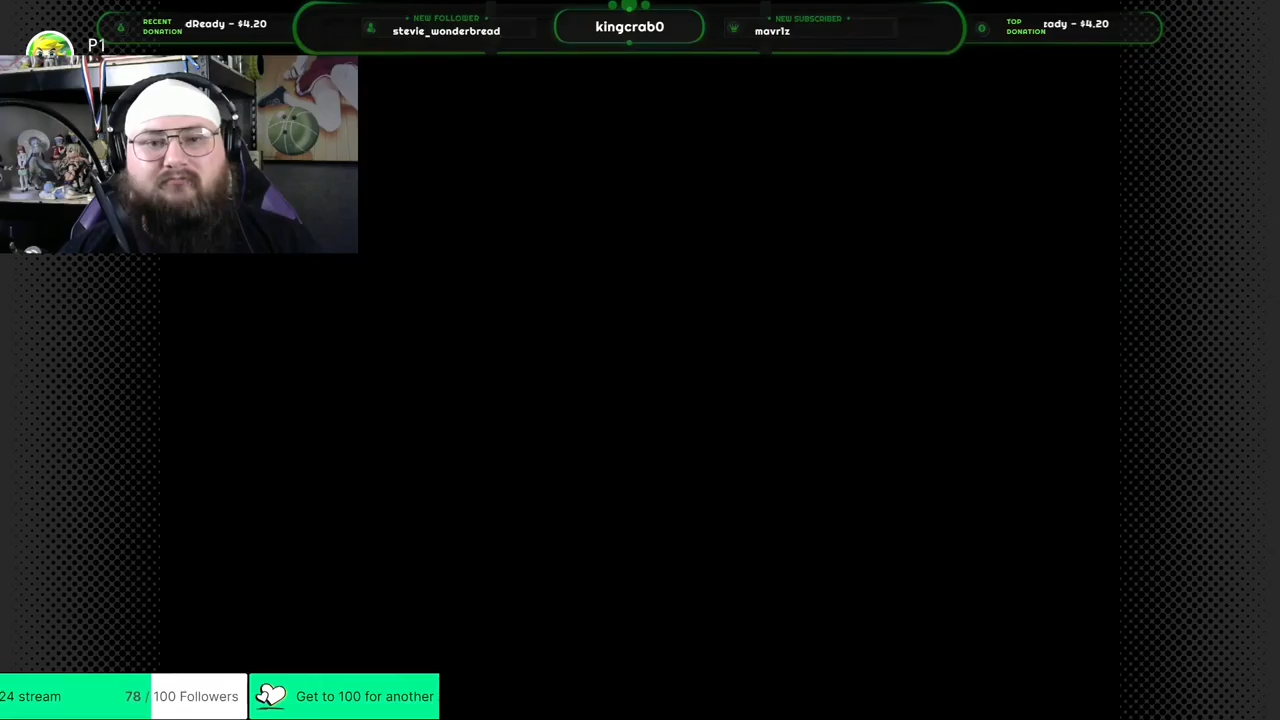 RECENT
DONATION
dReady - $4.20
NEW FOLLOWER
stevie_wonderbread
kingcrab0
NEW SUBSCRIBER
mavr1z
TOP
DONATION
ady - $4.20
P1
24 stream
78 / 100 Followers
Get to 100 for another